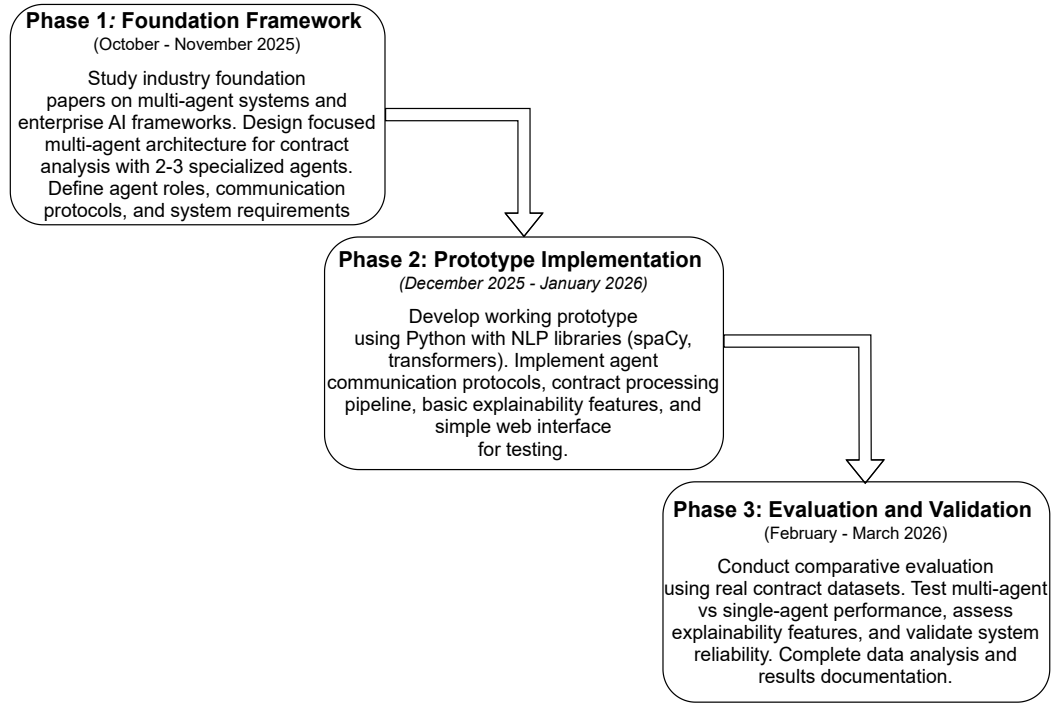 Phase 1: Foundation Framework
(October - November 2025)
Study industry foundation
papers on multi-agent systems and
enterprise AI frameworks. Design focused
multi-agent architecture for contract
analysis with 2-3 specialized agents.
Define agent roles, communication
protocols, and system requirements
Phase 2: Prototype Implementation
(December 2025 - January 2026)
Develop working prototype
using Python with NLP libraries (spaCy,
transformers). Implement agent
communication protocols, contract processing
pipeline, basic explainability features, and
simple web interface
for testing.
Phase 3: Evaluation and Validation
(February - March 2026)
Conduct comparative evaluation
using real contract datasets. Test multi-agent
vs single-agent performance, assess
explainability features, and validate system
reliability. Complete data analysis and
results documentation.